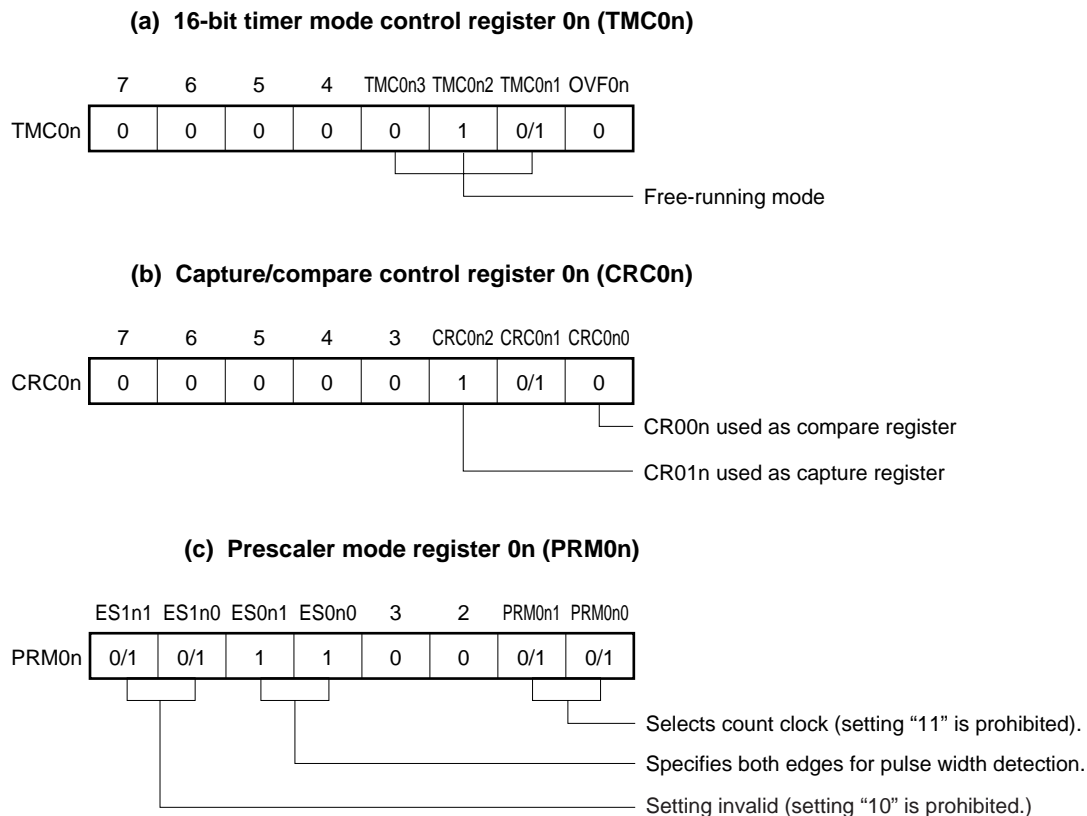 (a) 16-bit timer mode control register 0n (TMC0n)
7 6 5 4 TMC0n3 TMC0n2 TMC0n1 OVF0n
TMC0n 0 0 0 0 0 1 0/1 0
Free-running mode
(b) Capture/compare control register 0n (CRC0n)
7 6 5 4 3 CRC0n2 CRC0n1 CRC0n0
CRC0n 0 0 0 0 0 1 0/1 0
CR00n used as compare register
CR01n used as capture register
(c) Prescaler mode register 0n (PRM0n)
ES1n1 ES1n0 ES0n1 ES0n0 3 2 PRM0n1 PRM0n0
PRM0n 0/1 0/1 1 1 0 0 0/1 0/1
Selects count clock (setting “11” is prohibited).
Specifies both edges for pulse width detection.
Setting invalid (setting “10” is prohibited.)